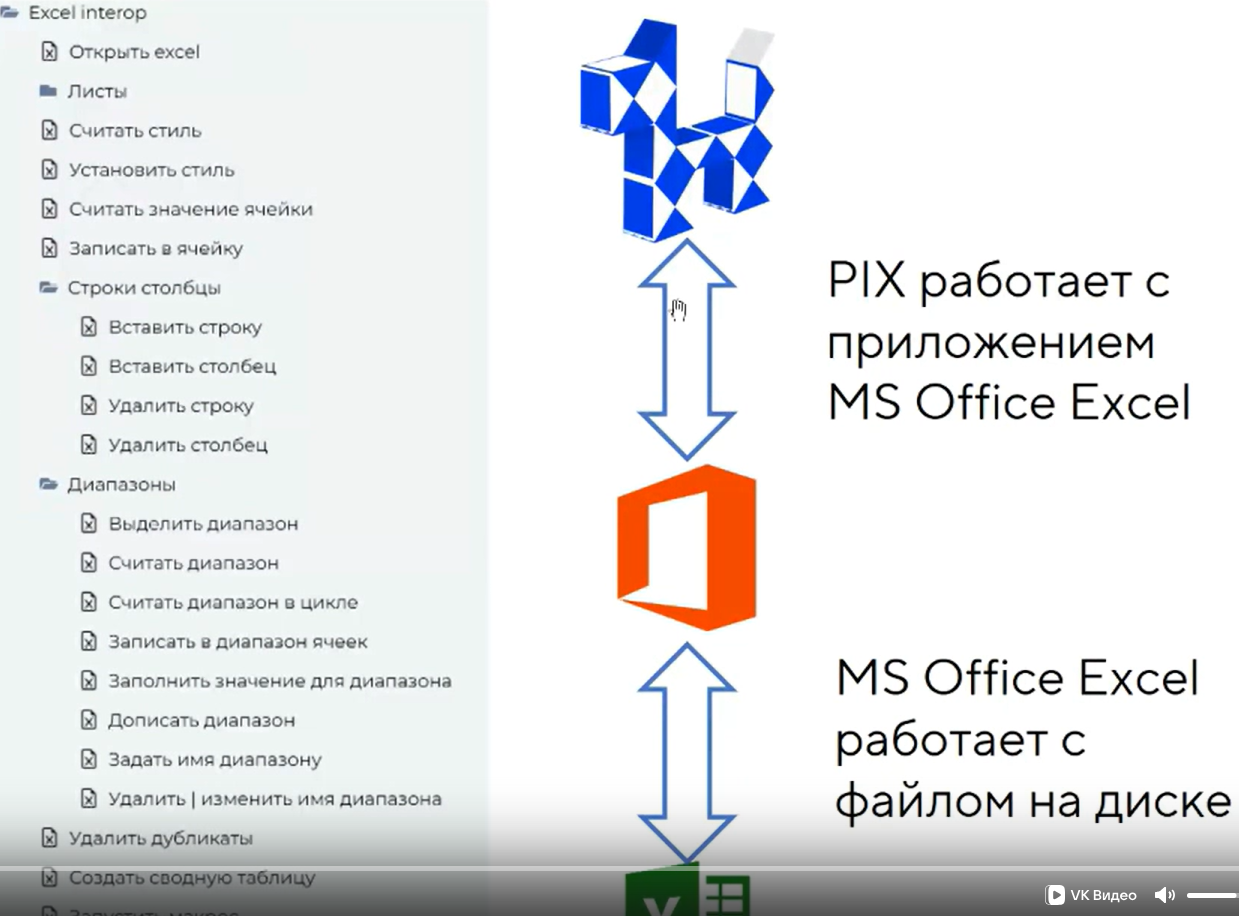 Excel interop
Открыть excel
Листы
Считать стиль
Установить стиль
Считать значение ячейки
Записать в ячейку
Строки столбцы
Вставить строку
Вставить столбец
Удалить строку
Удалить столбец
Диапазоны
Выделить диапазон
Считать диапазон
Считать диапазон в цикле
Записать в диапазон ячеек
Заполнить значение для диапазона
Дописать диапазон
Задать имя диапазону
Удалить | изменить имя диапазона
Удалить дубликаты
Создать сводную таблицу
Запустить макрос
PIX работает с
приложением
MS Office Excel
MS Office Excel
работает с
файлом на диске
VK Видео